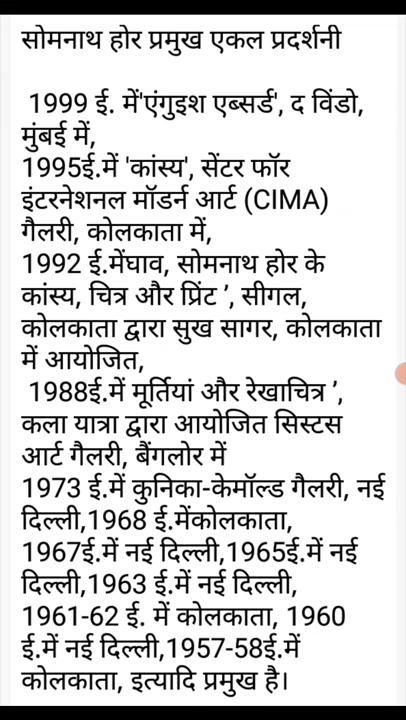 सोमनाथ होर प्रमुख एकल प्रदर्शनी
1999 ई. में'एंगुइश एब्सर्ड', द विंडो,
मुंबई में,
1995ई.में 'कांस्य', सेंटर फॉर
इंटरनेशनल मॉडर्न आर्ट (CIMA)
गैलरी, कोलकाता में,
1992 ई.मेंघाव, सोमनाथ होर के
कांस्य, चित्र और प्रिंट ’, सीगल,
कोलकाता द्वारा सुख सागर, कोलकाता
में आयोजित,
1988ई.में मूर्तियां और रेखाचित्र ’,
कला यात्रा द्वारा आयोजित सिस्टस
आर्ट गैलरी, बैंगलोर में
1973 ई.में कुनिका-केमॉल्ड गैलरी, नई
दिल्ली,1968 ई.मेंकोलकाता,
1967ई.में नई दिल्ली,1965ई.में नई
दिल्ली,1963 ई.में नई दिल्ली,
1961-62 ई. में कोलकाता, 1960
ई.में नई दिल्ली,1957-58ई.में
कोलकाता, इत्यादि प्रमुख है।